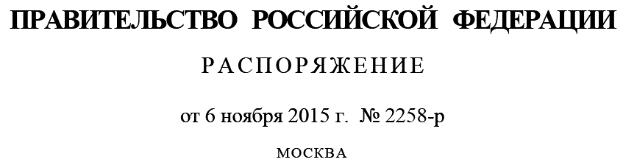 ПРАВИТЕЛЬСТВО РОССИЙСКОЙ ФЕДЕРАЦИИ
РАСПОРЯЖЕНИЕ
от 6 ноября 2015 г. № 2258-р
МОСКВА